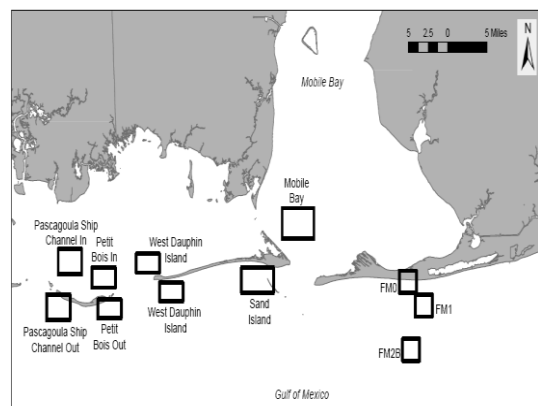 5 2.5 0 5 Miles
N
Mobile Bay
Mobile
Bay
Pascagoula Ship
Channel In
Petit
Bois In
West Dauphin
Island
FM0
FM1
Pascagoula Ship
Channel Out
Petit
Bois Out
West Dauphin
Island
Sand
Island
FM2B
Gulf of Mexico